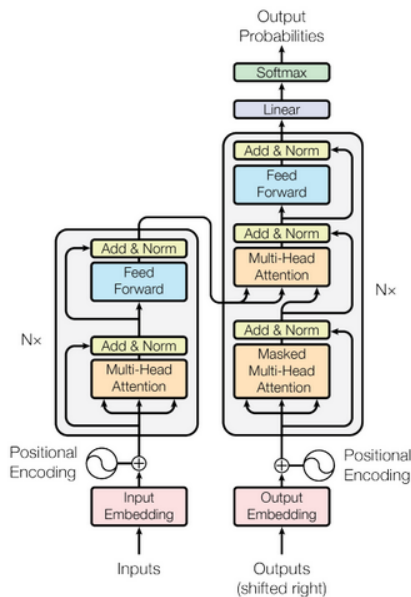 Output
Probabilities
Softmax
Linear
Add & Norm
Feed
Forward
Add & Norm
Multi-Head
Attention
N×
Add & Norm
Masked
Multi-Head
Attention
Add & Norm
Feed
Forward
N×
Add & Norm
Multi-Head
Attention
Positional
Encoding
Positional
Encoding
Input
Embedding
Output
Embedding
Inputs
Outputs
(shifted right)